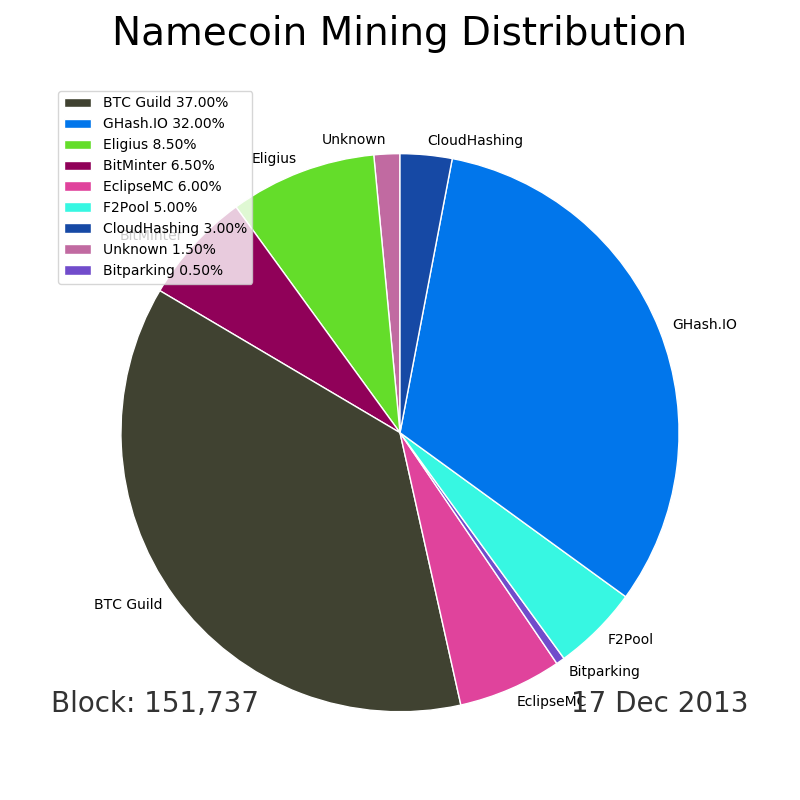 Namecoin Mining Distribution
BTC Guild 37.00%
GHash.IO 32.00%
Eligius 8.50%
BitMinter 6.50%
EclipseMC 6.00%
F2Pool 5.00%
CloudHashing 3.00%
Unknown 1.50%
Bitparking 0.50%
Unknown
CloudHashing
Eligius
BitMinter
GHash.IO
BTC Guild
F2Pool
Bitparking
EclipseMC
Block: 151,737
17 Dec 2013